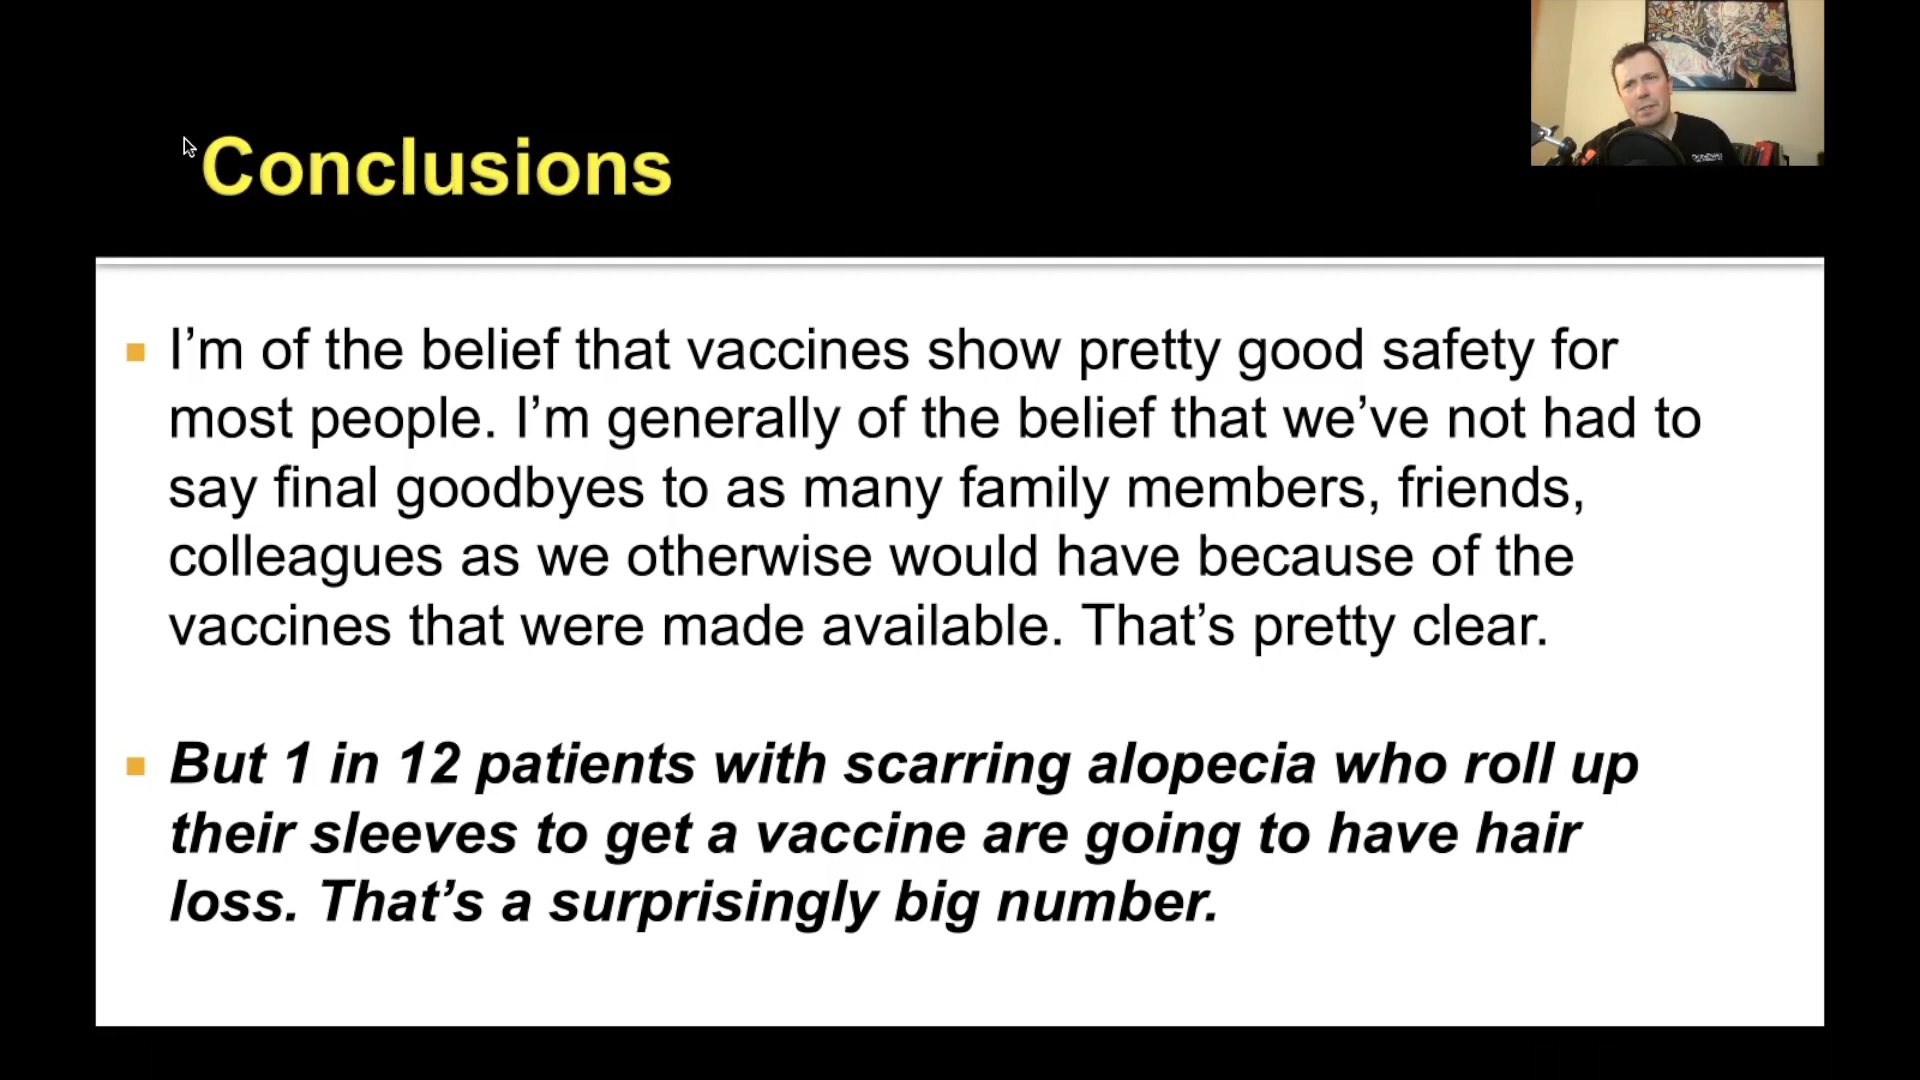 Conclusions
I’m of the belief that vaccines show pretty good safety for
most people. I’m generally of the belief that we’ve not had to
say final goodbyes to as many family members, friends,
colleagues as we otherwise would have because of the
vaccines that were made available. That’s pretty clear.
But 1 in 12 patients with scarring alopecia who roll up
their sleeves to get a vaccine are going to have hair
loss. That’s a surprisingly big number.